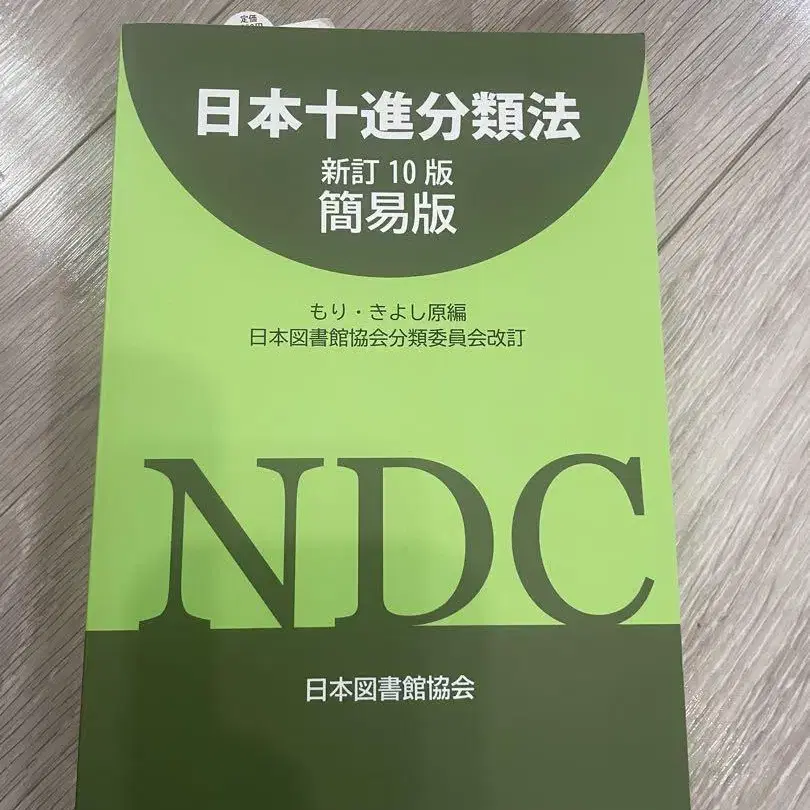 定価
日本十進分類法
新訂 10 版
簡易版
もり・きよし原編
日本図書館協会分類委員会改訂
NDC
日本図書館協会